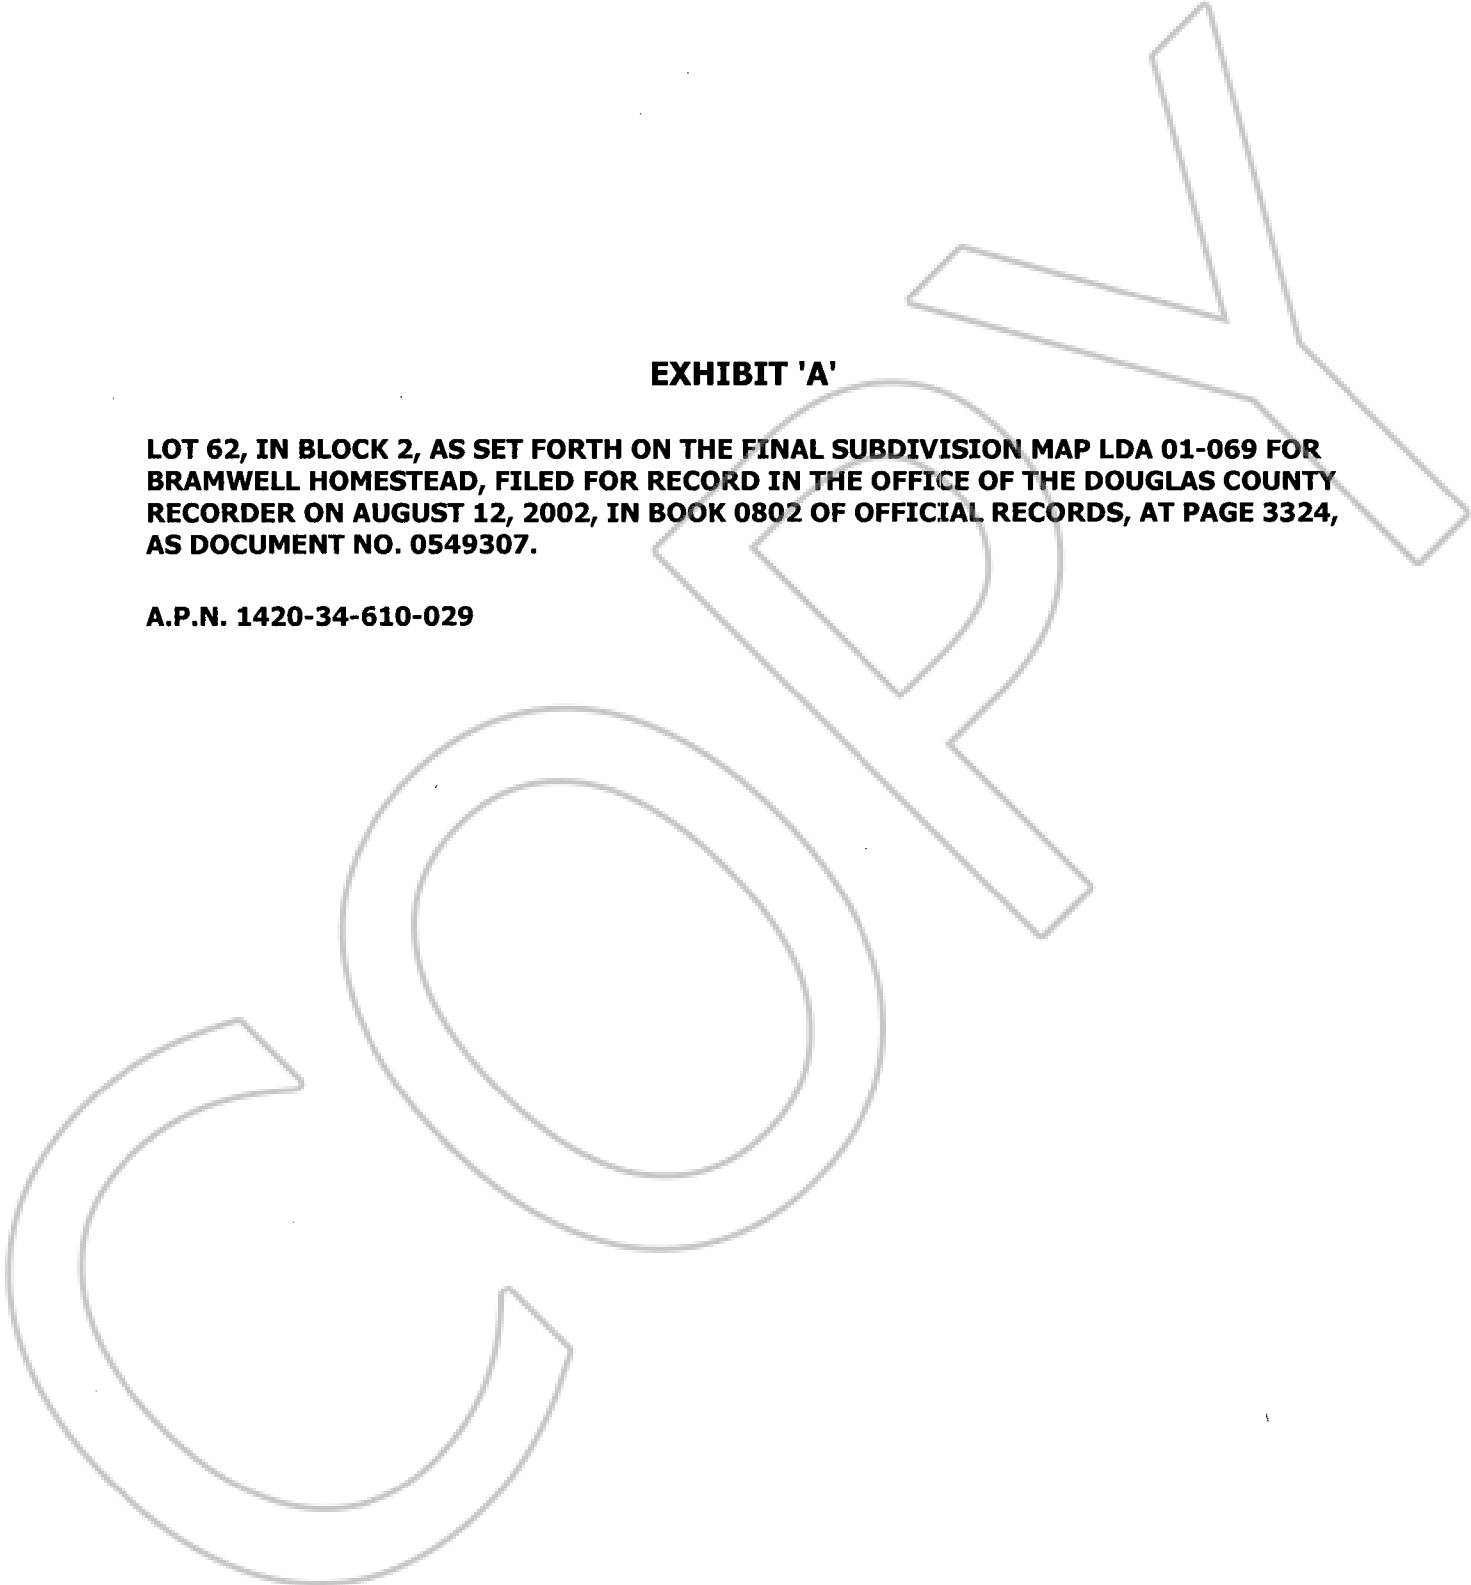 EXHIBIT 'A'
LOT 62, IN BLOCK 2, AS SET FORTH ON THE FINAL SUBDIVISION MAP LDA 01-069 FOR
BRAMWELL HOMESTEAD, FILED FOR RECORD IN THE OFFICE OF THE DOUGLAS COUNTY
RECORDER ON AUGUST 12, 2002, IN BOOK 0802 OF OFFICIAL RECORDS, AT PAGE 3324,
AS DOCUMENT NO. 0549307.
A.P.N. 1420-34-610-029
COPY